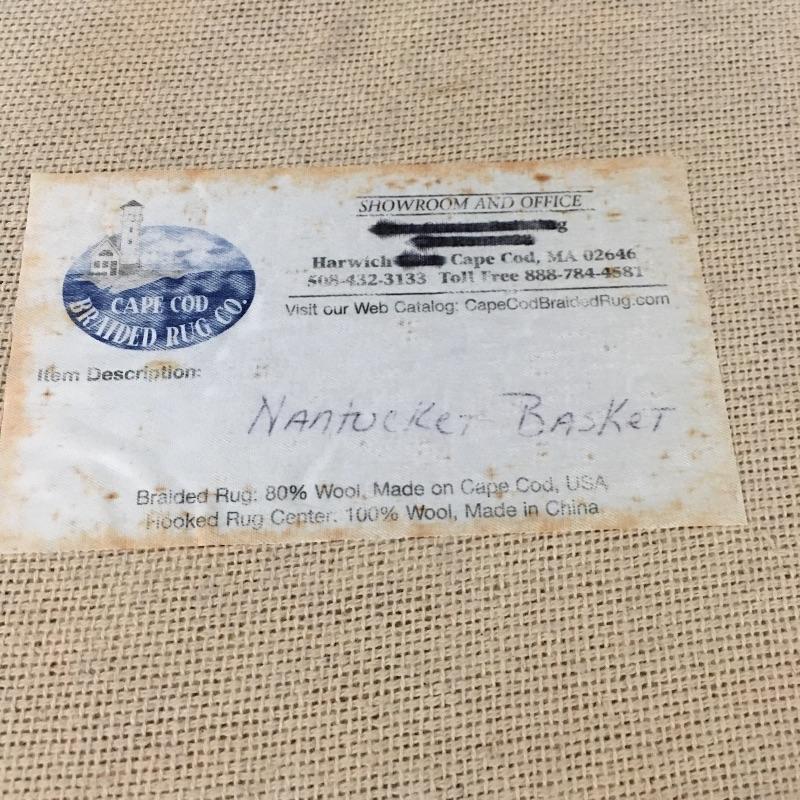 CAPE COD
BRAIDED RUG CO.
SHOWROOM AND OFFICE
Harwich Cape Cod, MA 02646
508-432-3133 Toll Free 888-784-4581
Visit our Web Catalog: CapeCodBraidedRug.com
Item Description:
NANTUCKET BASKET
Braided Rug: 80% Wool, Made on Cape Cod, USA
Hooked Rug Center: 100% Wool, Made in China